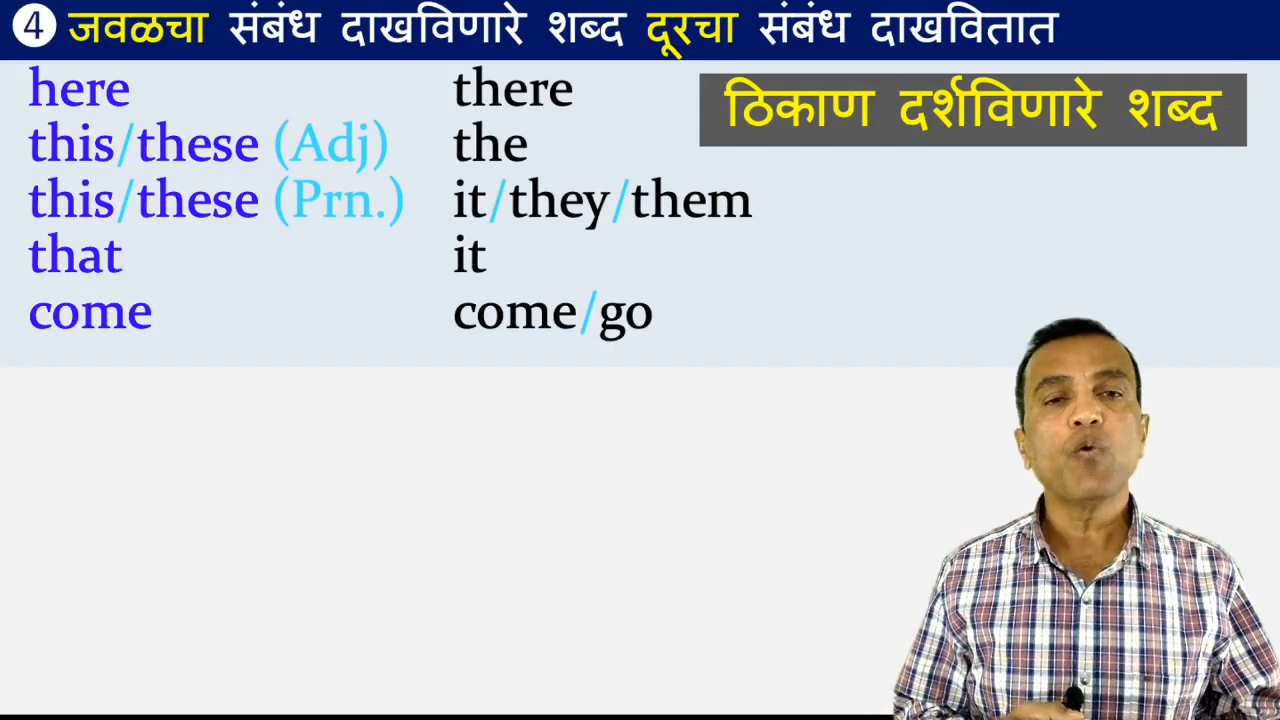 4 जवळचा संबंध दाखविणारे शब्द दूरचा संबंध दाखवितात
ठिकाण दर्शविणारे शब्द
here there
this/these (Adj) the
this/these (Prn.) it/they/them
that it
come come/go